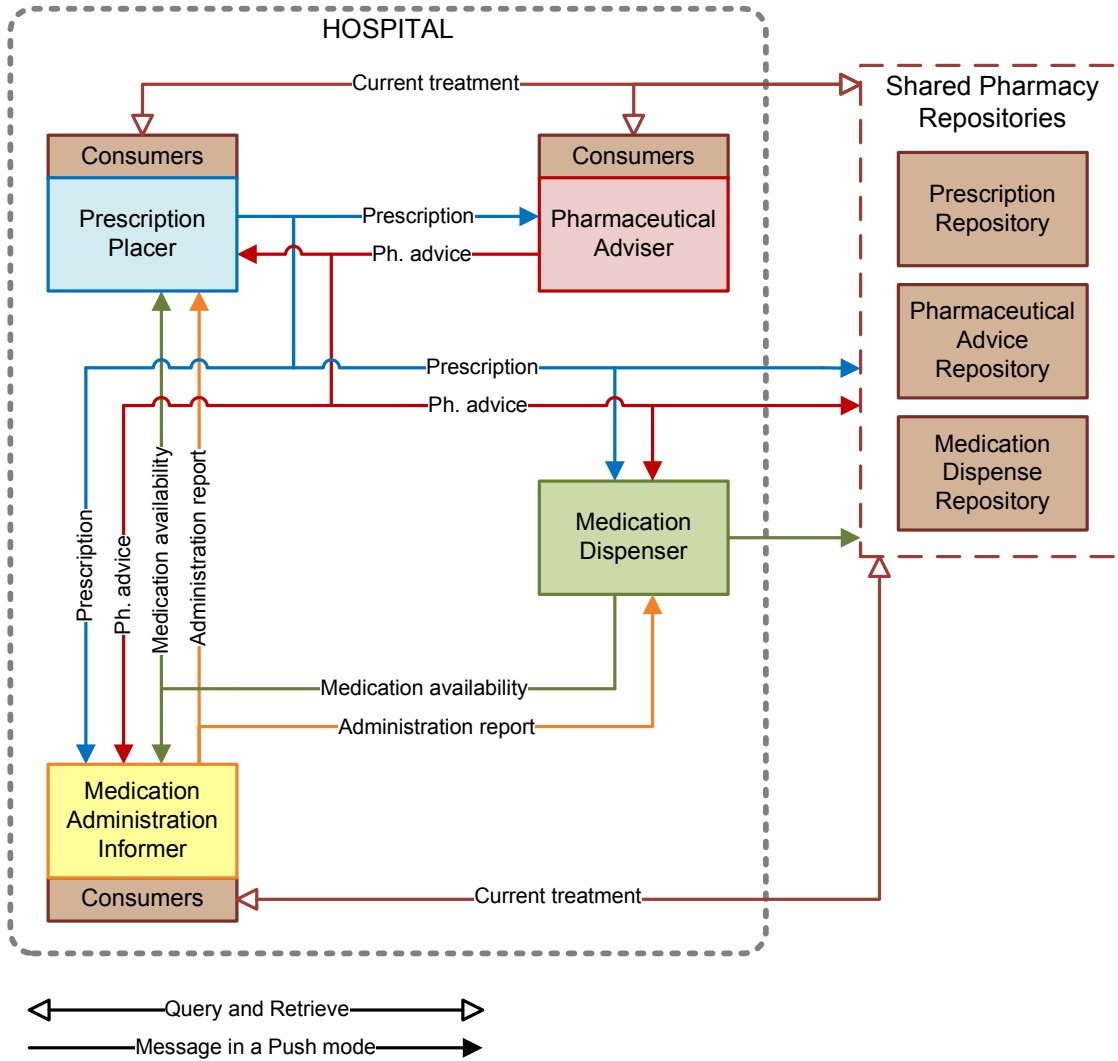 HOSPITAL
Current treatment
Shared Pharmacy
Repositories
Consumers
Consumers
Prescription
Placer
Prescription
Ph. advice
Pharmaceutical
Adviser
Prescription
Repository
Pharmaceutical
Advice
Repository
Prescription
Ph. advice
Medication
Dispense
Repository
Prescription
Ph. advice
Medication availability
Administration report
Medication
Dispenser
Medication availability
Administration report
Medication
Administration
Informer
Consumers
Current treatment
Query and Retrieve
Message in a Push mode